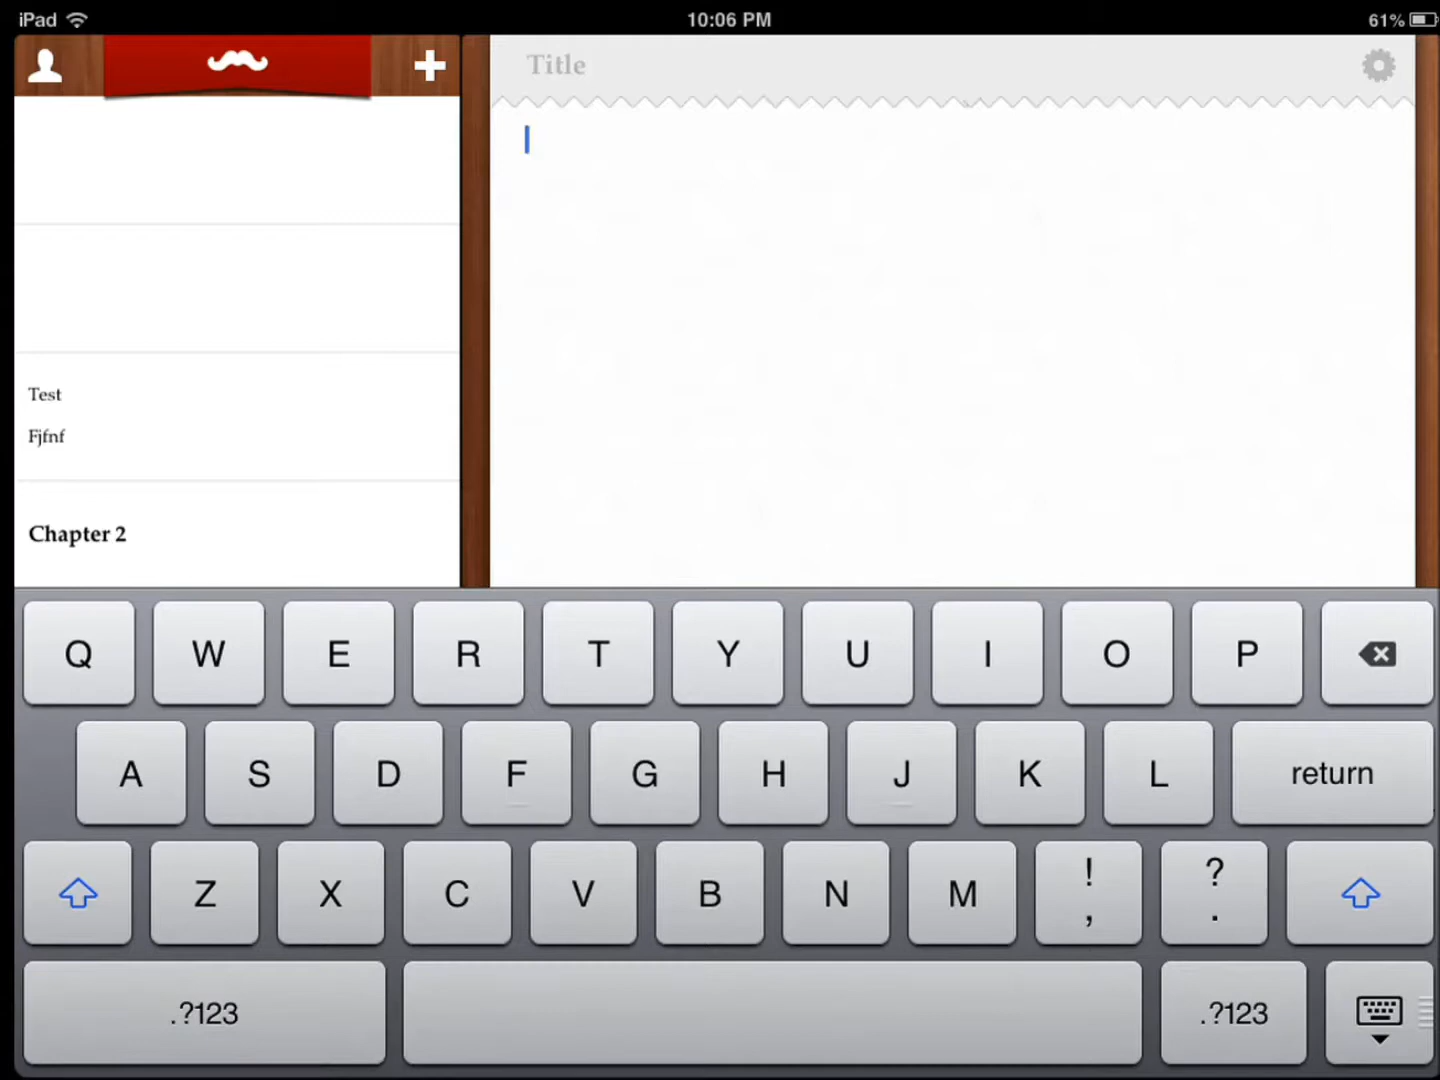 iPad 10:06 PM 61%
Title
Test
Fjfnf
Chapter 2
Q W E R T Y U I O P
A S D F G H J K L return
Z X C V B N M ! , ? .
.?123 .?123